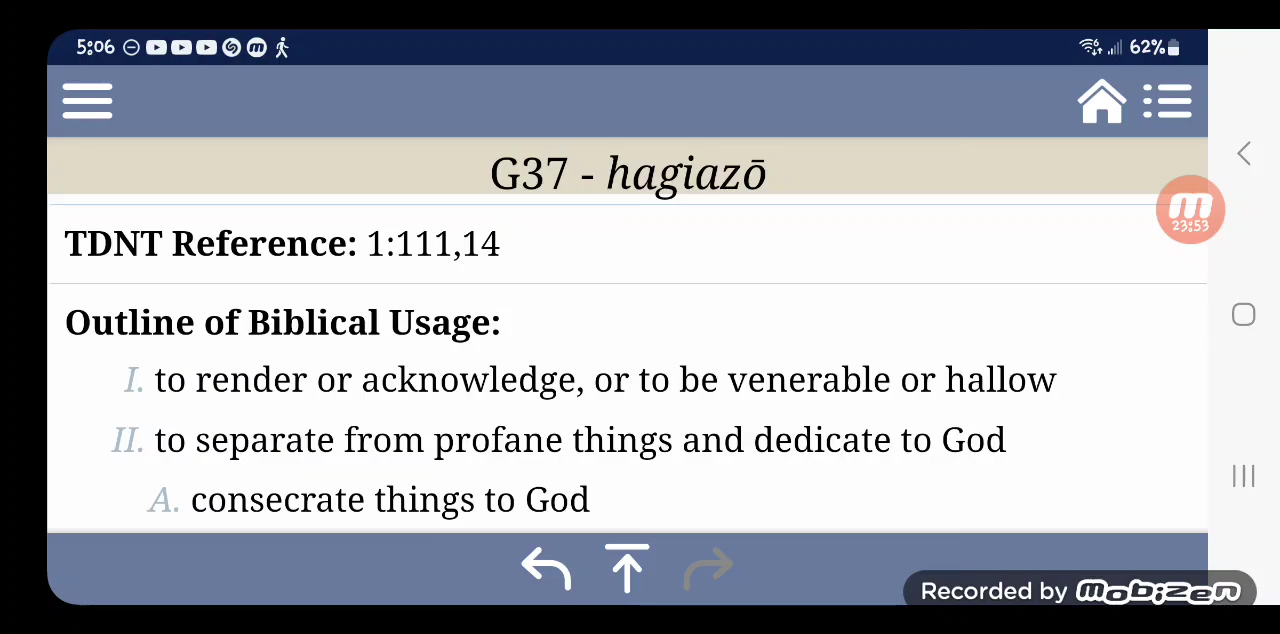 5:06 62%
G37 - hagiazō
23:53
TDNT Reference: 1:111,14
Outline of Biblical Usage:
I. to render or acknowledge, or to be venerable or hallow
II. to separate from profane things and dedicate to God
A. consecrate things to God
Recorded by mobizen